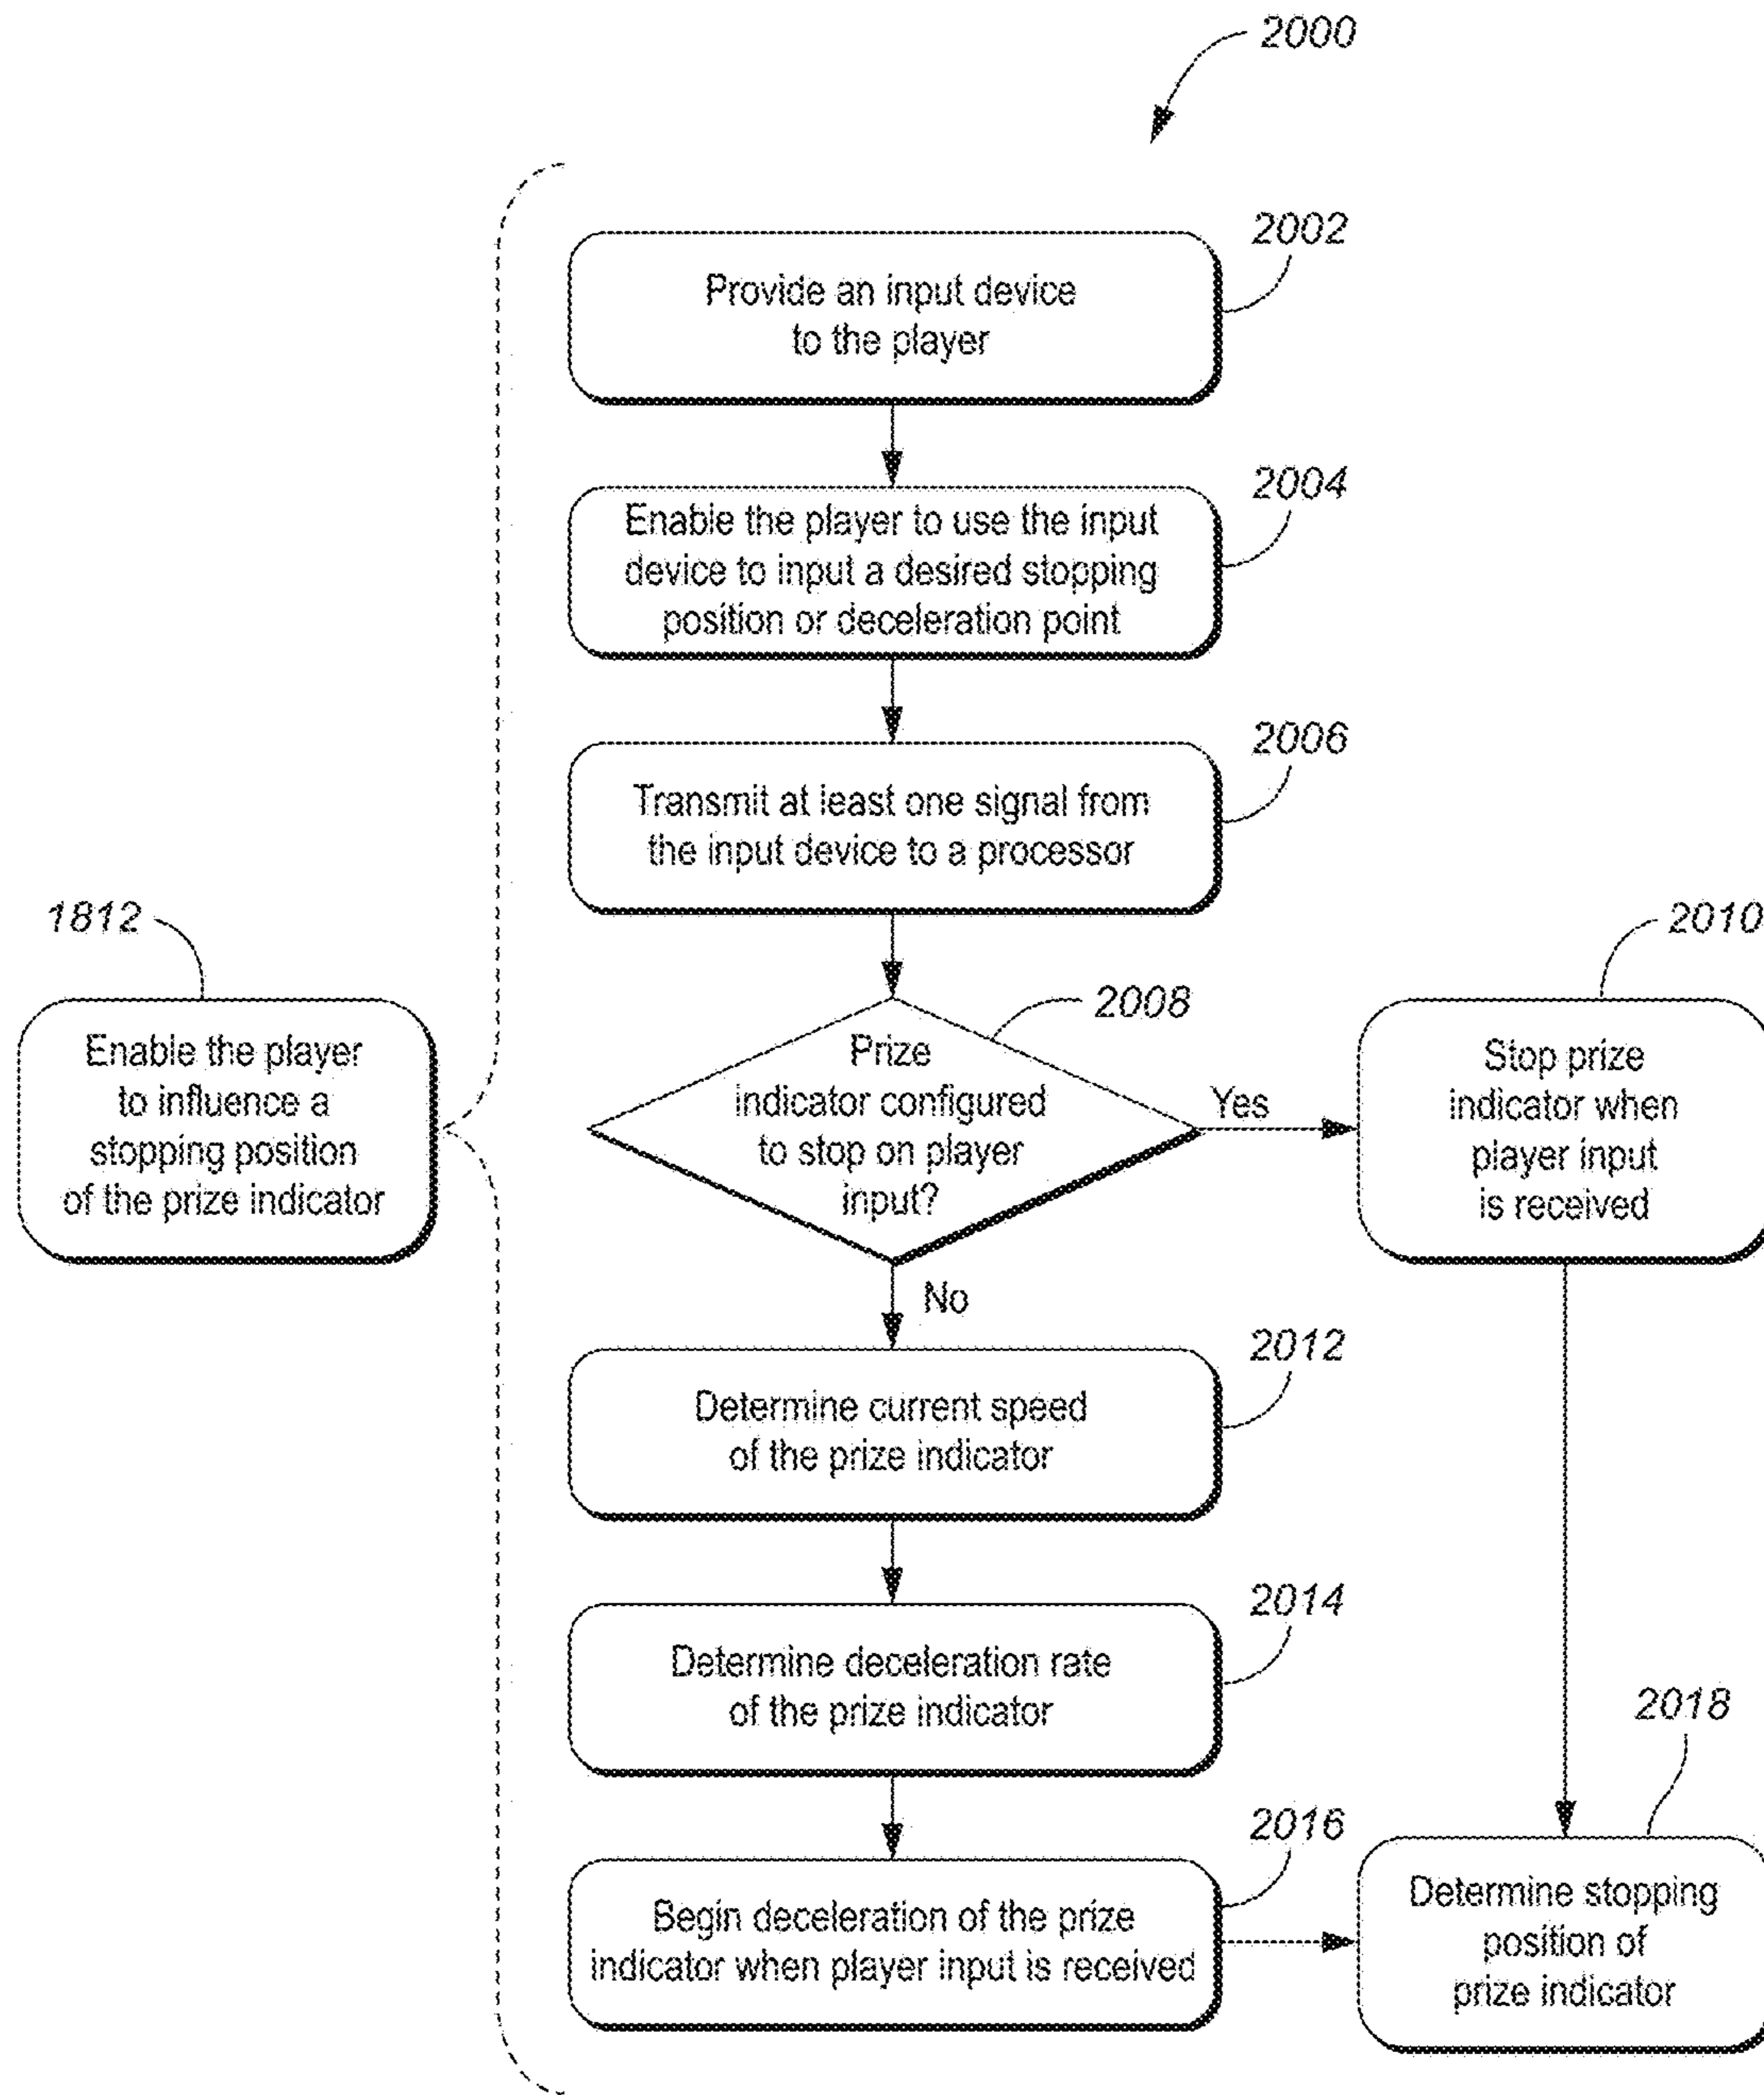 2000
2002
Provide an input device
to the player
2004
Enable the player to use the input
device to input a desired stopping
position or deceleration point
2006
Transmit at least one signal from
the input device to a processor
1812
Enable the player
to influence a
stopping position
of the prize indicator
2008
Prize
indicator configured
to stop on player
input?
Yes
No
2010
Stop prize
indicator when
player input
is received
2012
Determine current speed
of the prize indicator
2014
Determine deceleration rate
of the prize indicator
2016
Begin deceleration of the prize
indicator when player input is received
2018
Determine stopping
position of
prize indicator